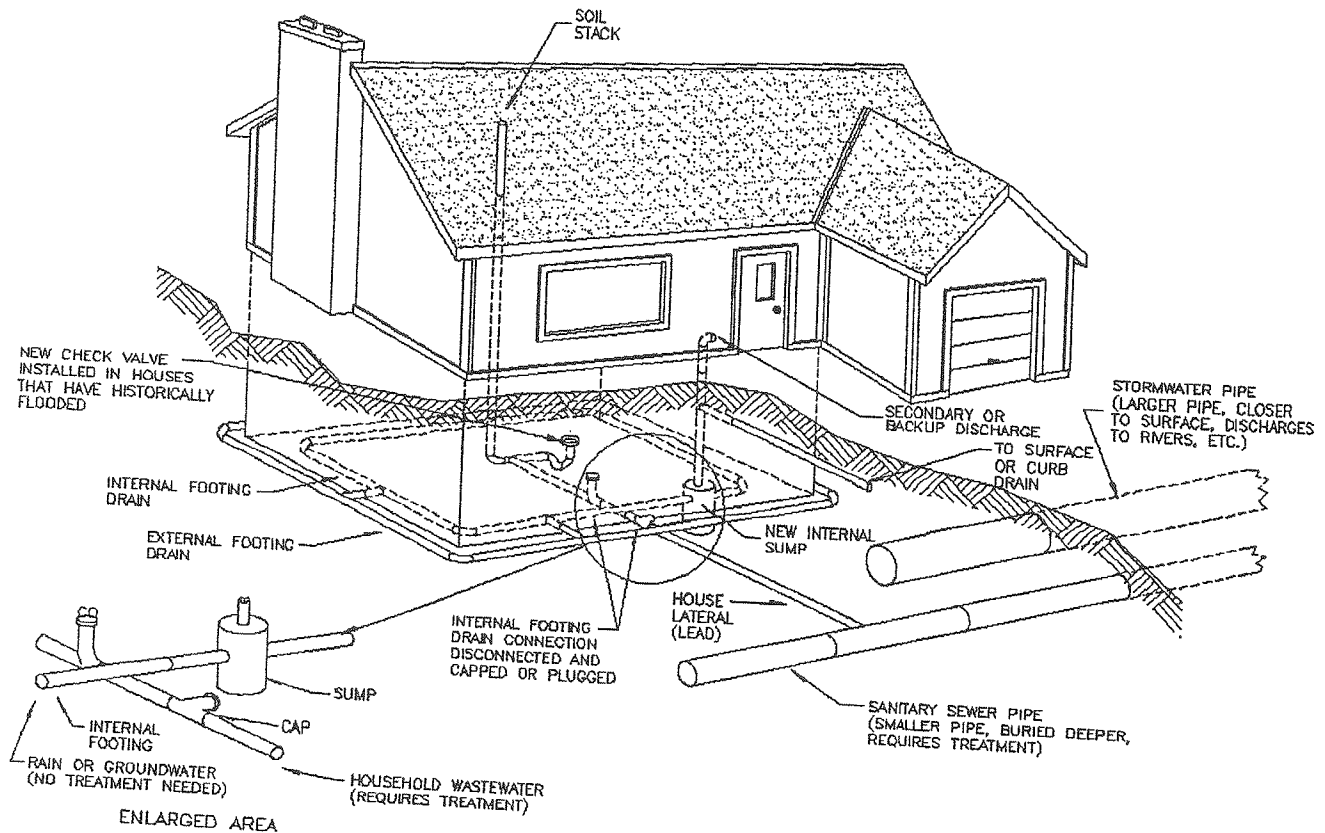 SOIL
STACK
NEW CHECK VALVE
INSTALLED IN HOUSES
THAT HAVE HISTORICALLY
FLOODED
STORMWATER PIPE
(LARGER PIPE, CLOSER
TO SURFACE, DISCHARGES
TO RIVERS, ETC.)
SECONDARY OR
BACKUP DISCHARGE
TO SURFACE
OR CURB
DRAIN
INTERNAL FOOTING
DRAIN
EXTERNAL FOOTING
DRAIN
NEW INTERNAL
SUMP
HOUSE
LATERAL
(LEAD)
INTERNAL FOOTING
DRAIN CONNECTION
DISCONNECTED AND
CAPPED OR PLUGGED
SUMP
CAP
INTERNAL
FOOTING
RAIN OR GROUNDWATER
(NO TREATMENT NEEDED)
HOUSEHOLD WASTEWATER
(REQUIRES TREATMENT)
SANITARY SEWER PIPE
(SMALLER PIPE, BURIED DEEPER,
REQUIRES TREATMENT)
ENLARGED AREA